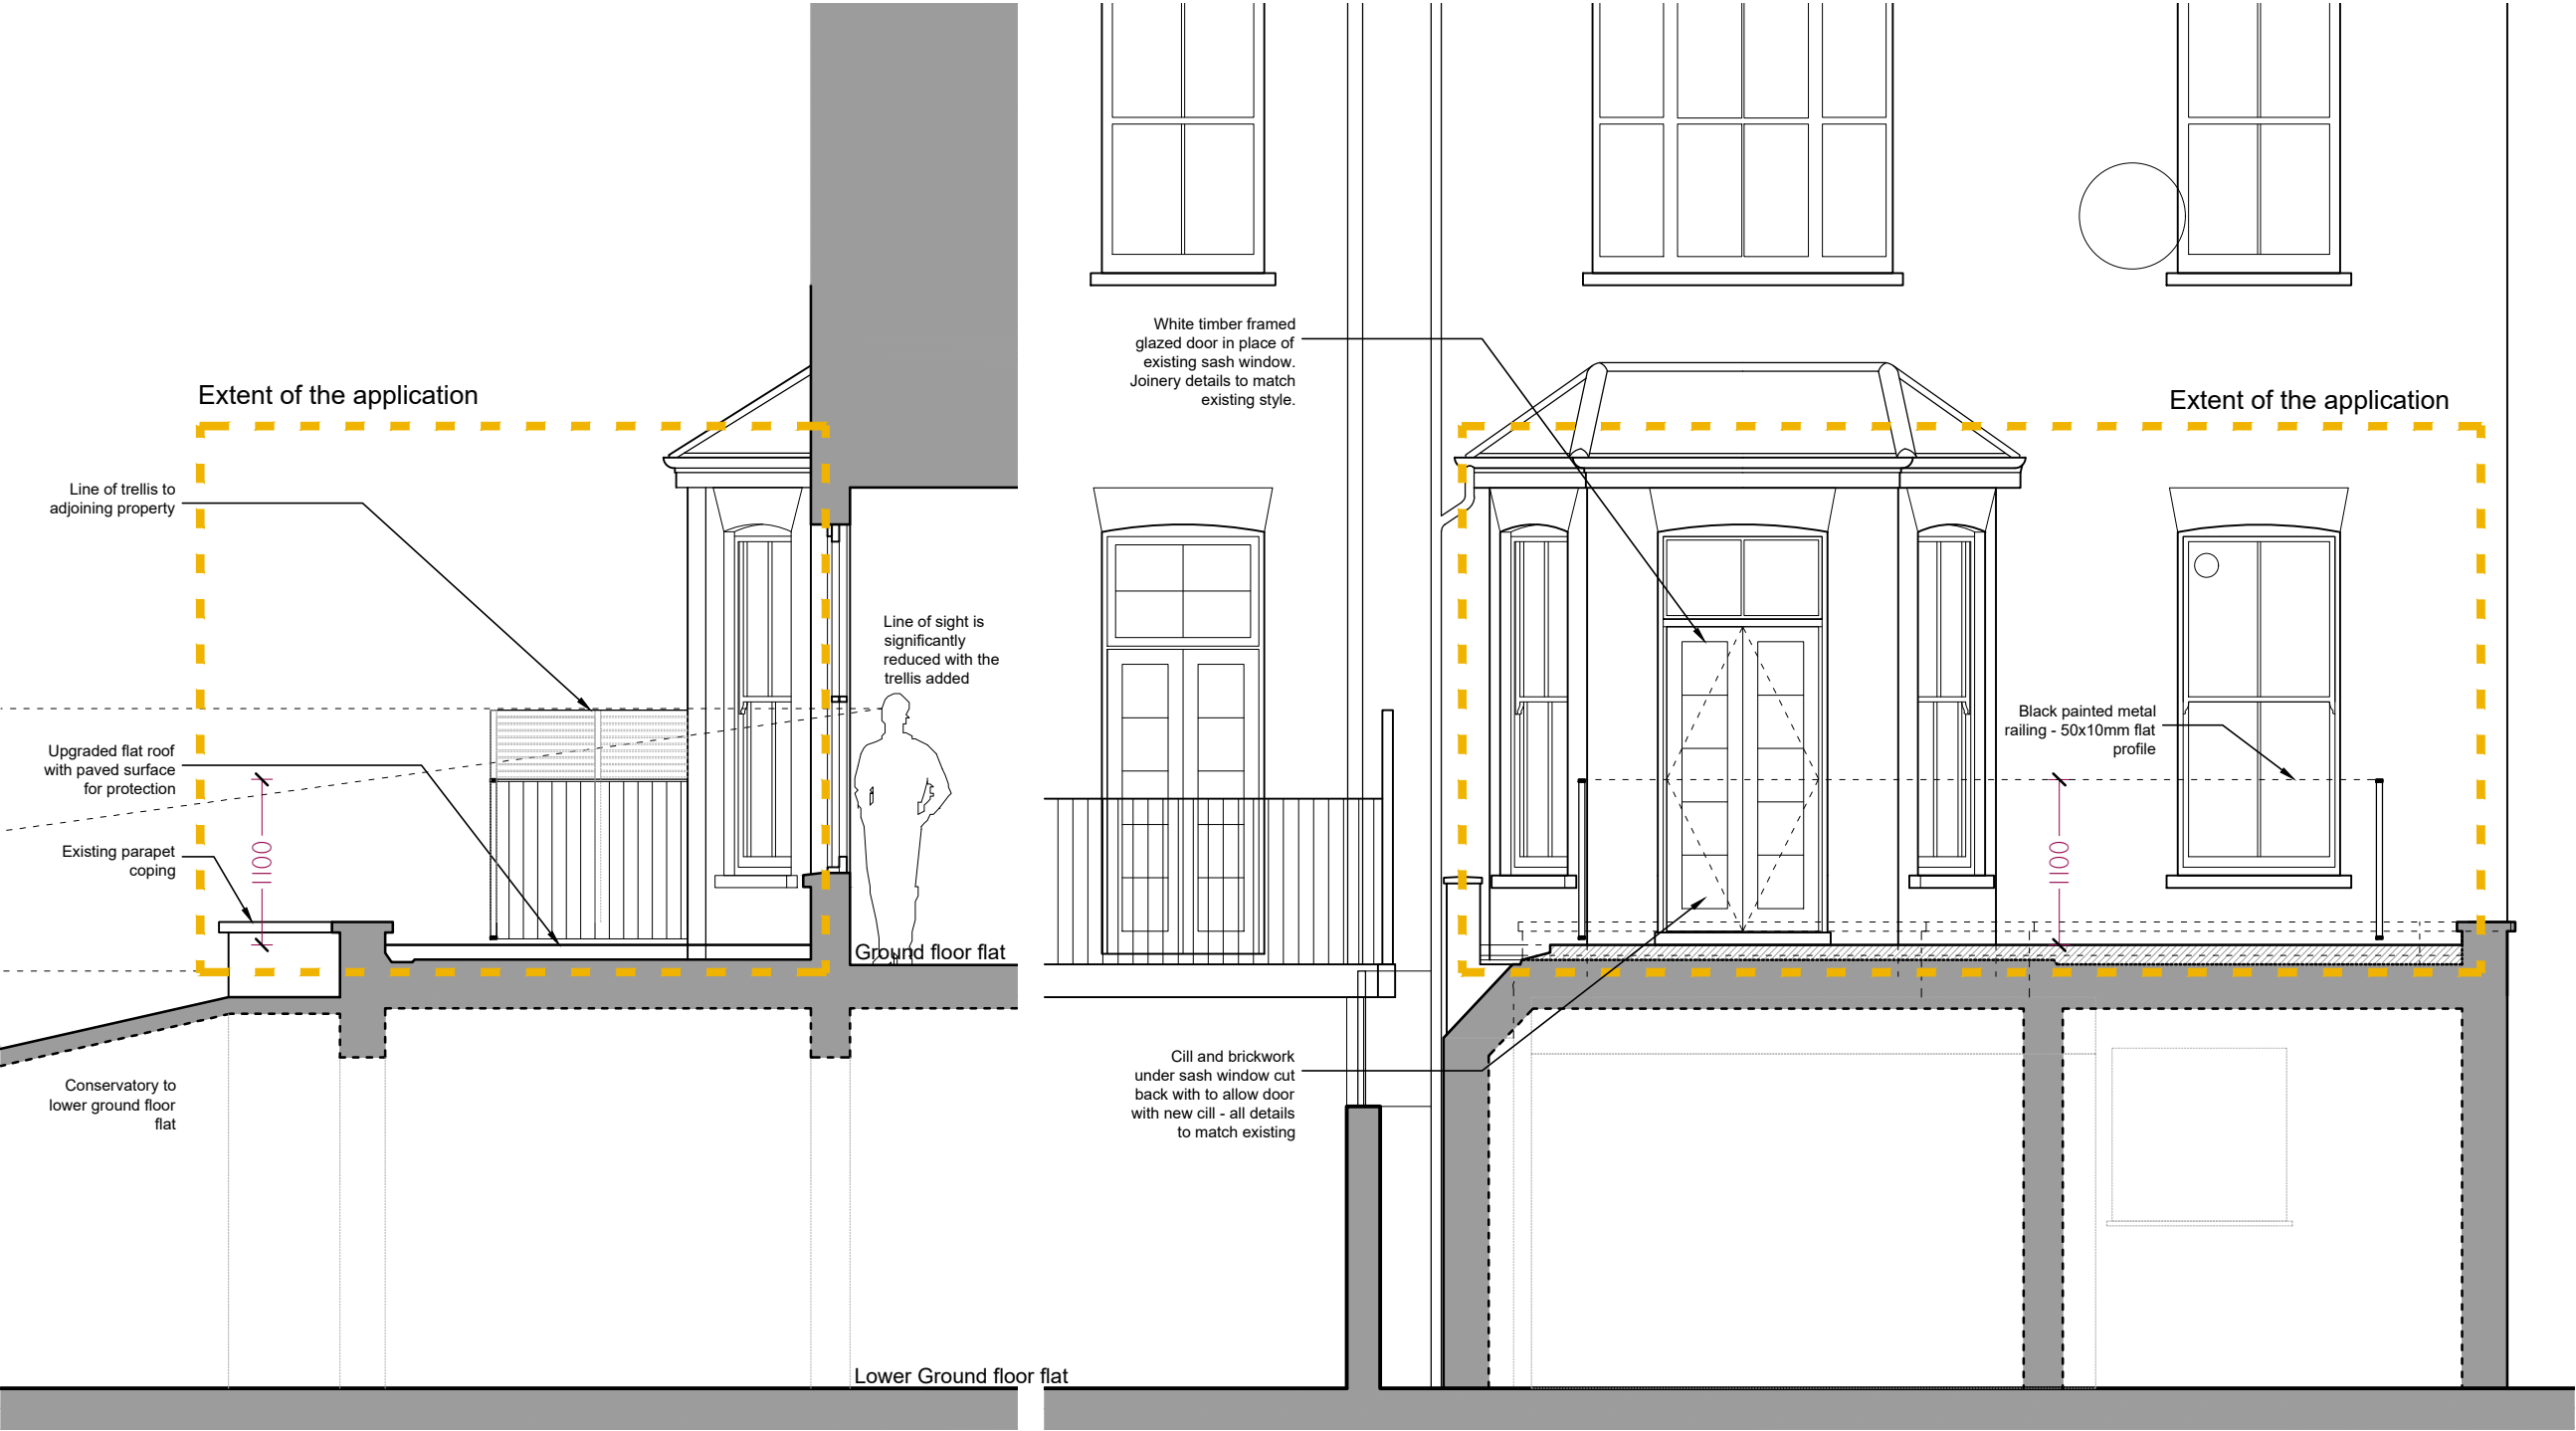 Extent of the application
Line of trellis to
adjoining property
Upgraded flat roof
with paved surface
for protection
1100
Existing parapet
coping
Conservatory to
lower ground floor
flat
Line of sight is
significantly
reduced with the
trellis added
Ground floor flat
Lower Ground floor flat
White timber framed
glazed door in place of
existing sash window.
Joinery details to match
existing style.
Extent of the application
Black painted metal
railing - 50x10mm flat
profile
1100
Cill and brickwork
under sash window cut
back with to allow door
with new cill - all details
to match existing